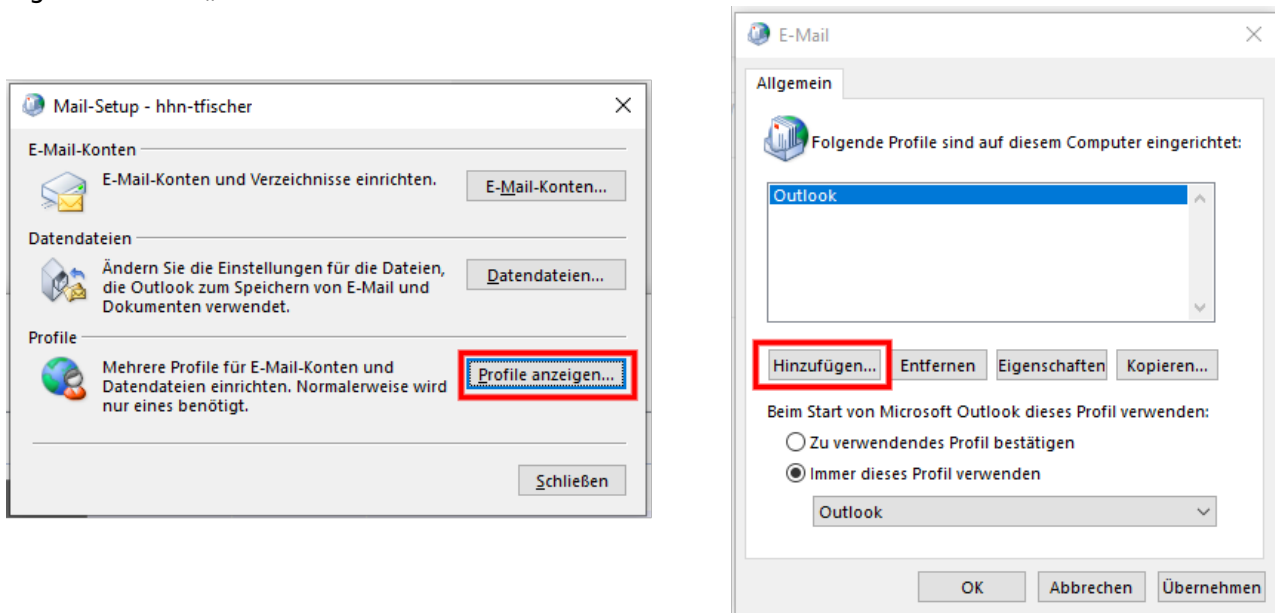 Mail-Setup - hhn-tfischer
E-Mail-Konten
E-Mail-Konten und Verzeichnisse einrichten.
E-Mail-Konten...
Datendateien
Ändern Sie die Einstellungen für die Dateien,
die Outlook zum Speichern von E-Mail und
Dokumenten verwendet.
Datendateien...
Profile
Mehrere Profile für E-Mail-Konten und
Datendateien einrichten. Normalerweise wird
nur eines benötigt.
Profile anzeigen...
Schließen
E-Mail
Allgemein
Folgende Profile sind auf diesem Computer eingerichtet:
Outlook
Hinzufügen... Entfernen Eigenschaften Kopieren...
Beim Start von Microsoft Outlook dieses Profil verwenden:
Zu verwendendes Profil bestätigen
Immer dieses Profil verwenden
Outlook
OK Abbrechen Übernehmen